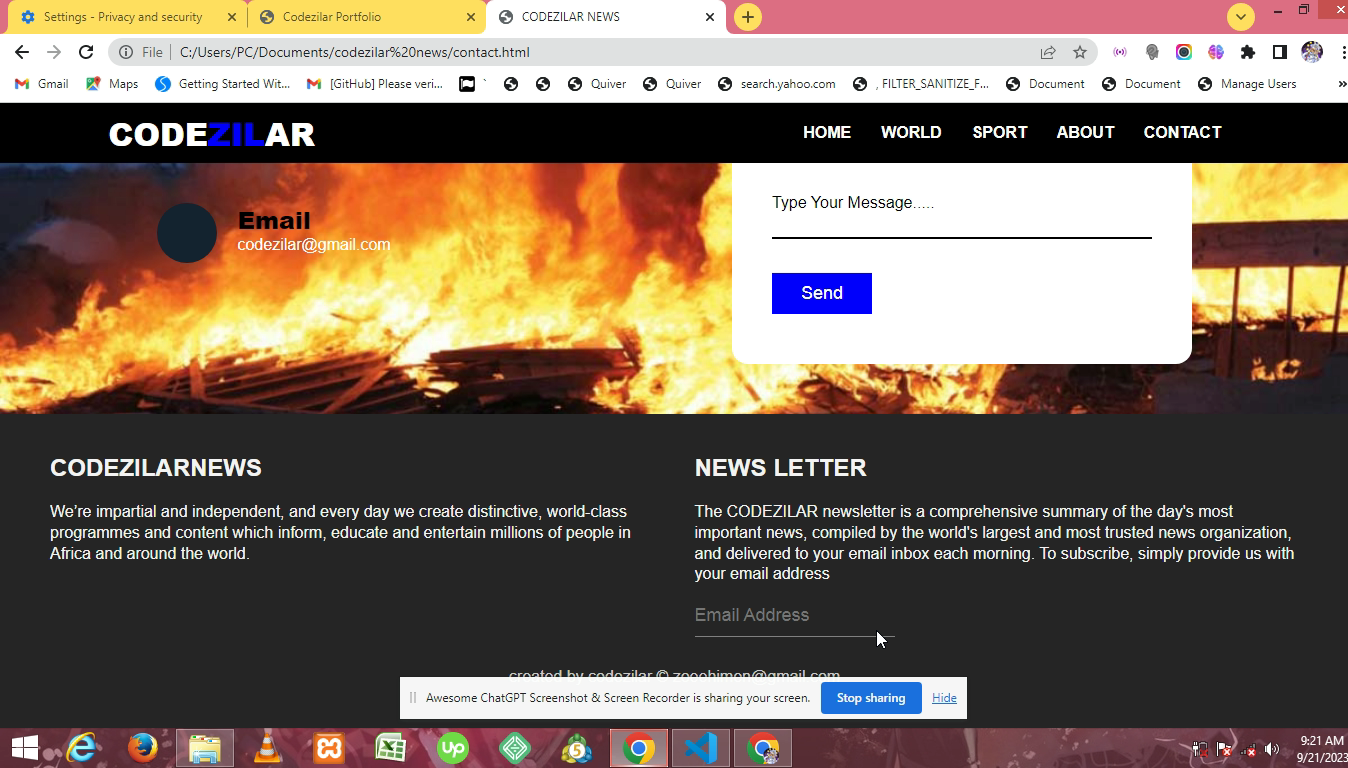 Settings - Privacy and security
Codezilar Portfolio
CODEZILAR NEWS
File
C:/Users/PC/Documents/codezilar%20news/contact.html
Gmail
Maps
Getting Started Wit...
[GitHub] Please veri...
`
Quiver
Quiver
search.yahoo.com
, FILTER_SANITIZE_F...
Document
Document
Manage Users
»
CODEZILAR
HOME WORLD SPORT ABOUT CONTACT
Email
codezilar@gmail.com
Type Your Message.....
Send
CODEZILARNEWS
We're impartial and independent, and every day we create distinctive, world-class
programmes and content which inform, educate and entertain millions of people in
Africa and around the world.
NEWS LETTER
The CODEZILAR newsletter is a comprehensive summary of the day's most
important news, compiled by the world's largest and most trusted news organization,
and delivered to your email inbox each morning. To subscribe, simply provide us with
your email address
Email Address
created by codezilar ©
Awesome ChatGPT Screenshot & Screen Recorder is sharing your screen.
Stop sharing
Hide
Up
5
9:21 AM
9/21/2023